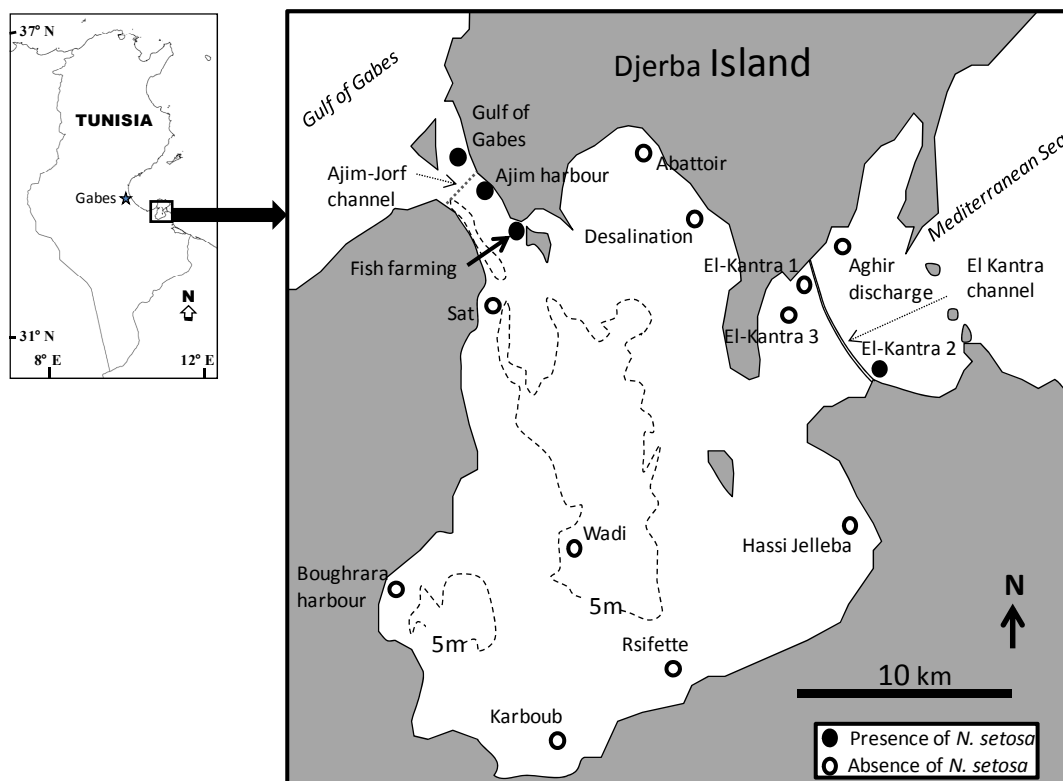 37° N
TUNISIA
Gabes
N
31° N
8° E
12° E
Djerba Island
Gulf of Gabes
Gulf of
Gabes
Ajim-Jorf
channel
Ajim harbour
Abattoir
Mediterranean Sea
Desalination
Fish farming
El-Kantra 1
Aghir
discharge
El Kantra
channel
Sat
El-Kantra 3
El-Kantra 2
Wadi
Hassi Jelleba
Boughrara
harbour
5m
5m
N
Rsifette
10 km
Karboub
Presence of N. setosa
Absence of N. setosa